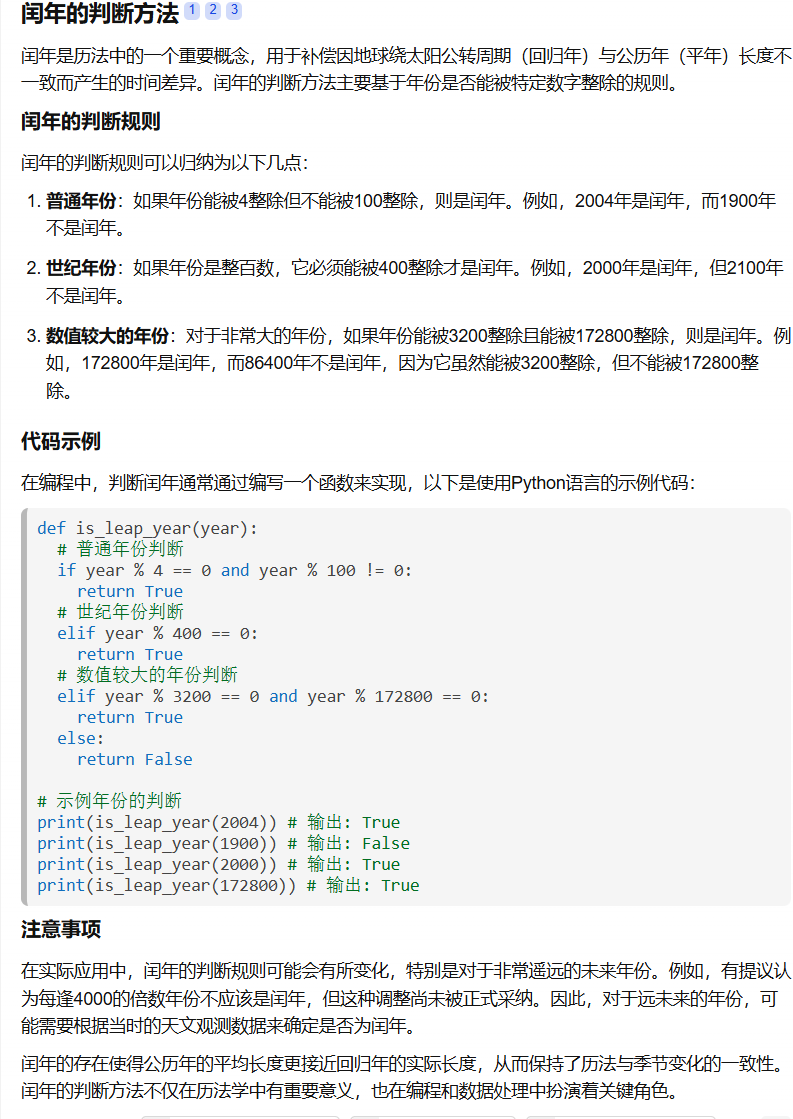 闰年的判断方法 1 2 3
闰年是历法中的一个重要概念，用于补偿因地球绕太阳公转周期（回归年）与公历年（平年）长度不
一致而产生的时间差异。闰年的判断方法主要基于年份是否能被特定数字整除的规则。
闰年的判断规则
闰年的判断规则可以归纳为以下几点：
1. 普通年份：如果年份能被4整除但不能被100整除，则是闰年。例如，2004年是闰年，而1900年
不是闰年。
2. 世纪年份：如果年份是整百数，它必须能被400整除才是闰年。例如，2000年是闰年，但2100年
不是闰年。
3. 数值较大的年份：对于非常大的年份，如果年份能被3200整除且能被172800整除，则是闰年。例
如，172800年是闰年，而86400年不是闰年，因为它虽然能被3200整除，但不能被172800整
除。
代码示例
在编程中，判断闰年通常通过编写一个函数来实现，以下是使用Python语言的示例代码：
def is_leap_year(year):
  # 普通年份判断
  if year % 4 == 0 and year % 100 != 0:
    return True
  # 世纪年份判断
  elif year % 400 == 0:
    return True
  # 数值较大的年份判断
  elif year % 3200 == 0 and year % 172800 == 0:
    return True
  else:
    return False
# 示例年份的判断
print(is_leap_year(2004)) # 输出: True
print(is_leap_year(1900)) # 输出: False
print(is_leap_year(2000)) # 输出: True
print(is_leap_year(172800)) # 输出: True
注意事项
在实际应用中，闰年的判断规则可能会有所变化，特别是对于非常遥远的未来年份。例如，有提议认
为每逢4000的倍数年份不应该是闰年，但这种调整尚未被正式采纳。因此，对于远未来的年份，可
能需要根据当时的天文观测数据来确定是否为闰年。
闰年的存在使得公历年的平均长度更接近回归年的实际长度，从而保持了历法与季节变化的一致性。
闰年的判断方法不仅在历法学中有重要意义，也在编程和数据处理中扮演着关键角色。